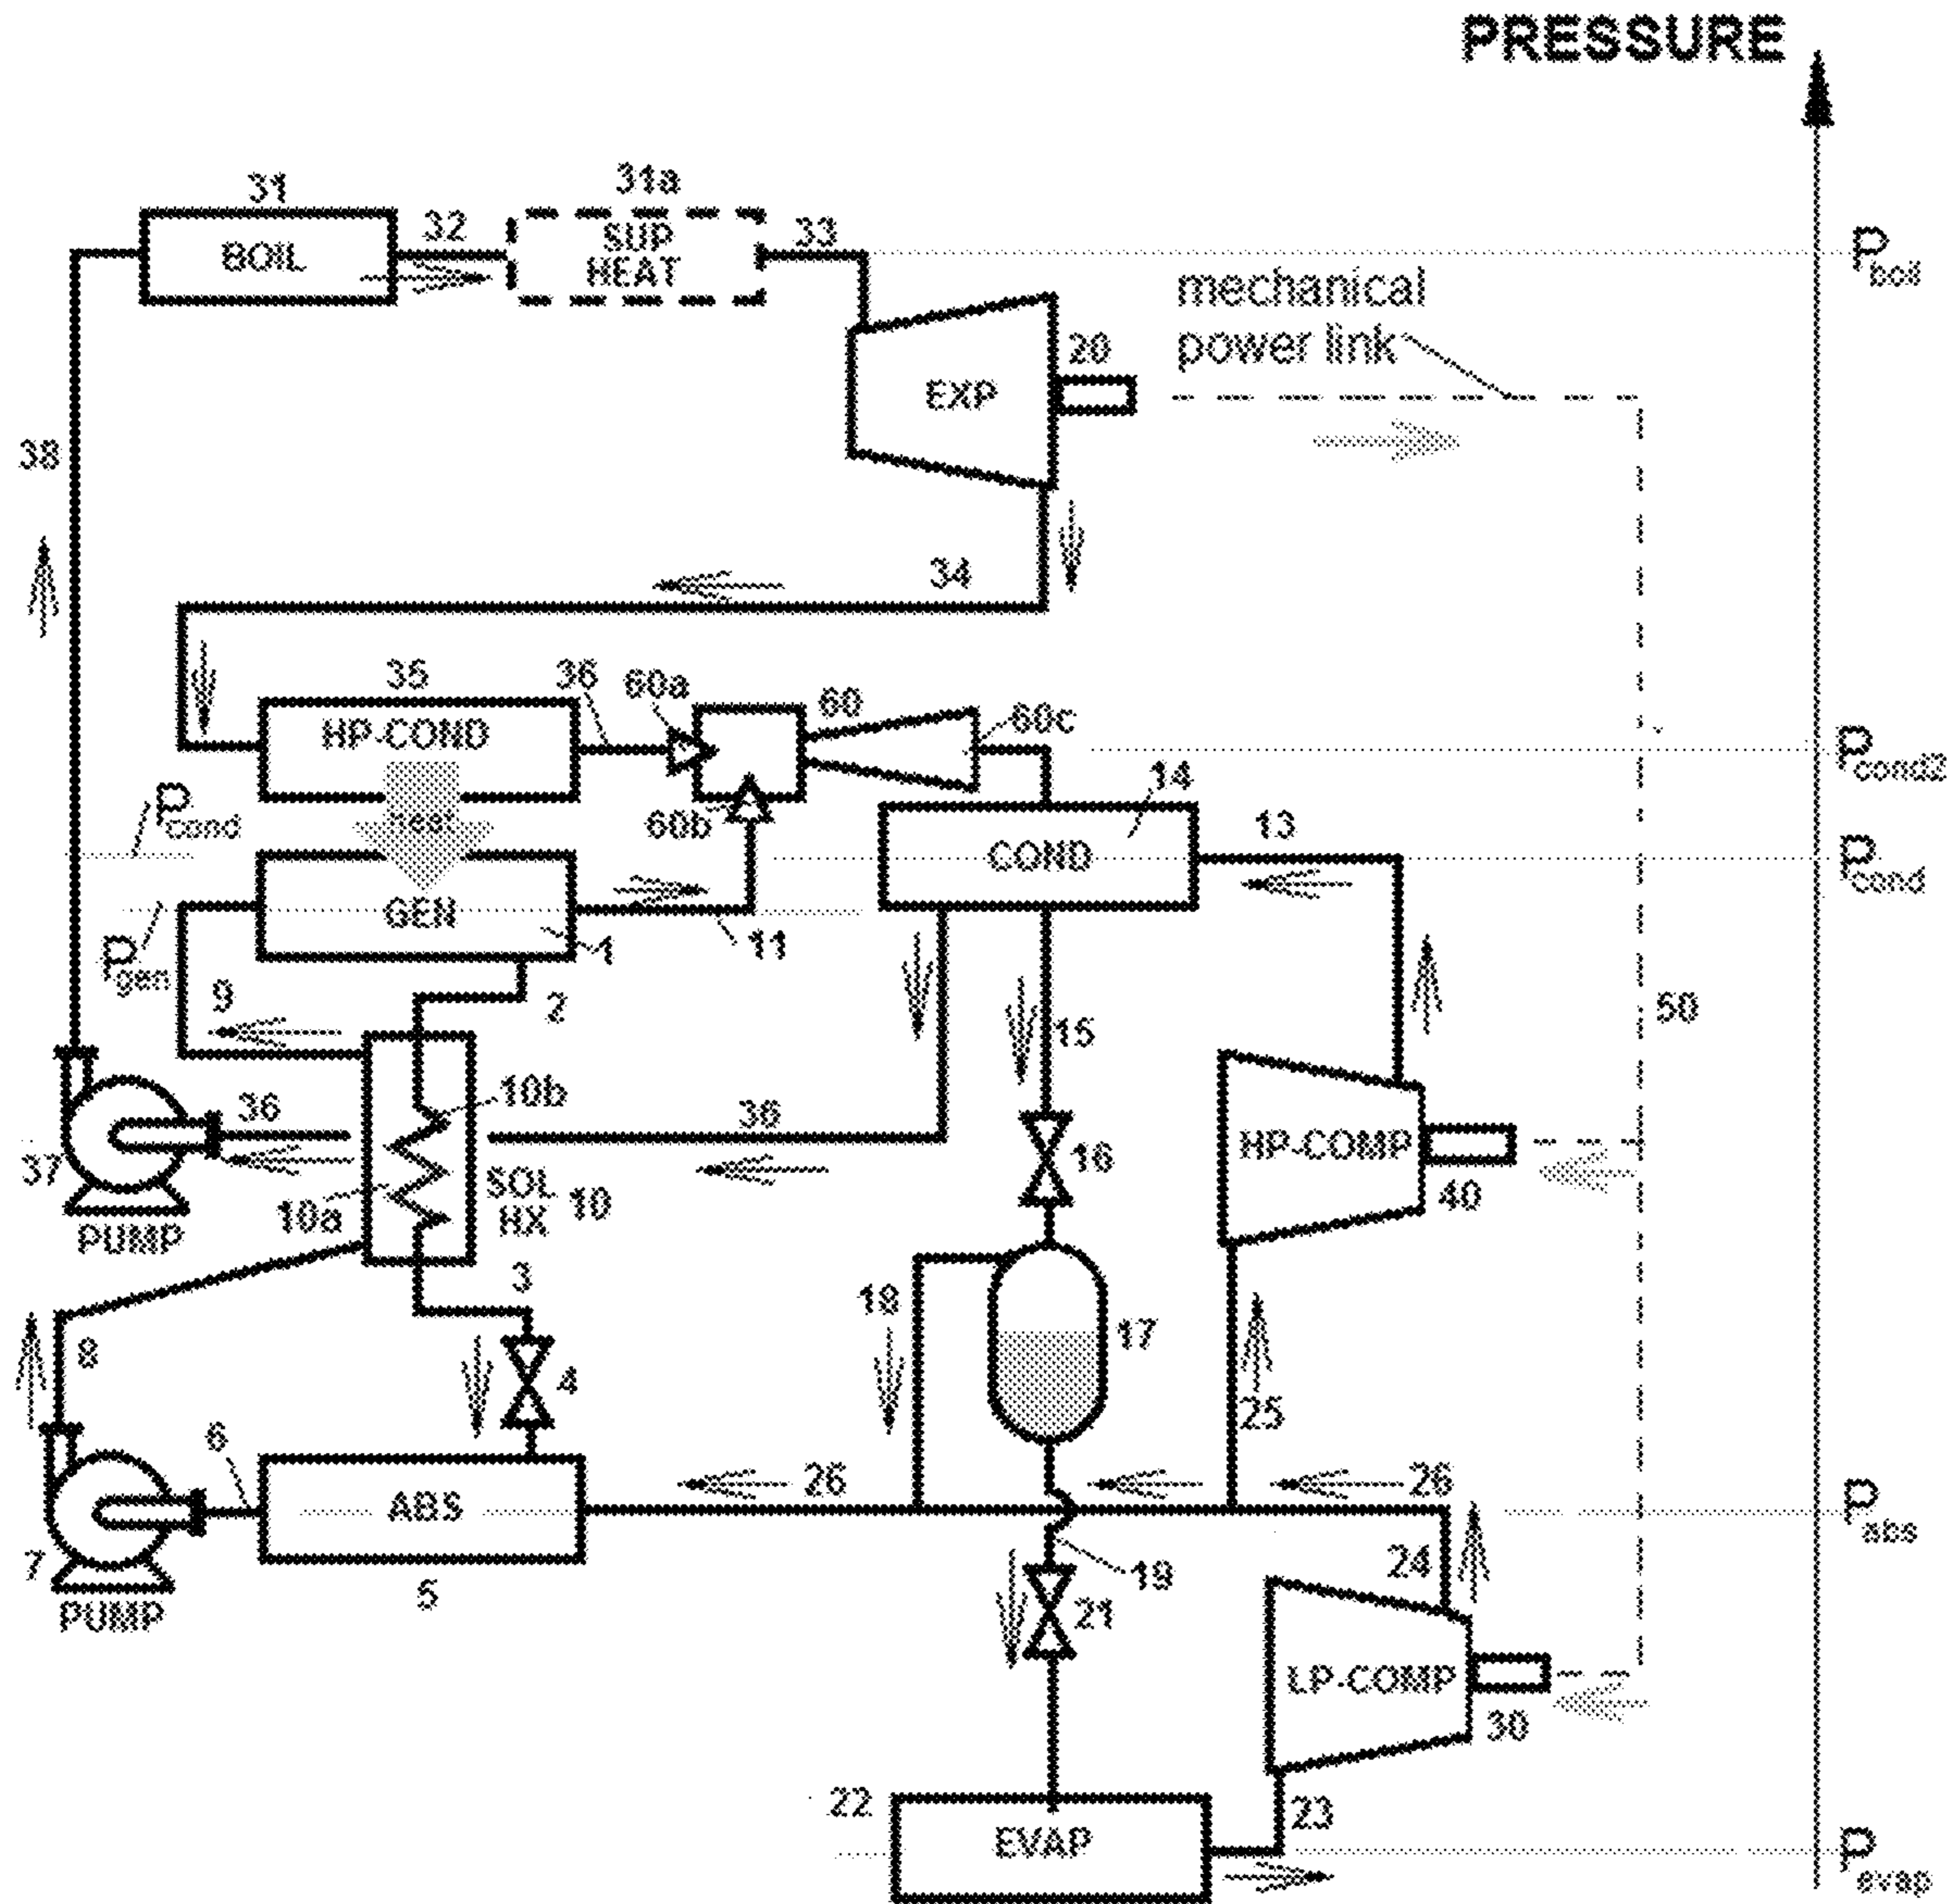 PRESSURE
31
31a
BOIL
32
SUP
HEAT
33
P boil
mechanical
power link
20
EXP
38
34
35
36
60a
60
60c
HP-COND
P cond2
14
P cond
60b
13
COND
P cond
GEN
1
11
P gen
9
2
50
15
10b
36
36
37
10a
SOL
HX
10
16
HP-COMP
40
PUMP
3
18
17
8
4
25
6
26
26
ABS
P abs
7
5
19
24
PUMP
21
LP-COMP
30
22
EVAP
23
P evap